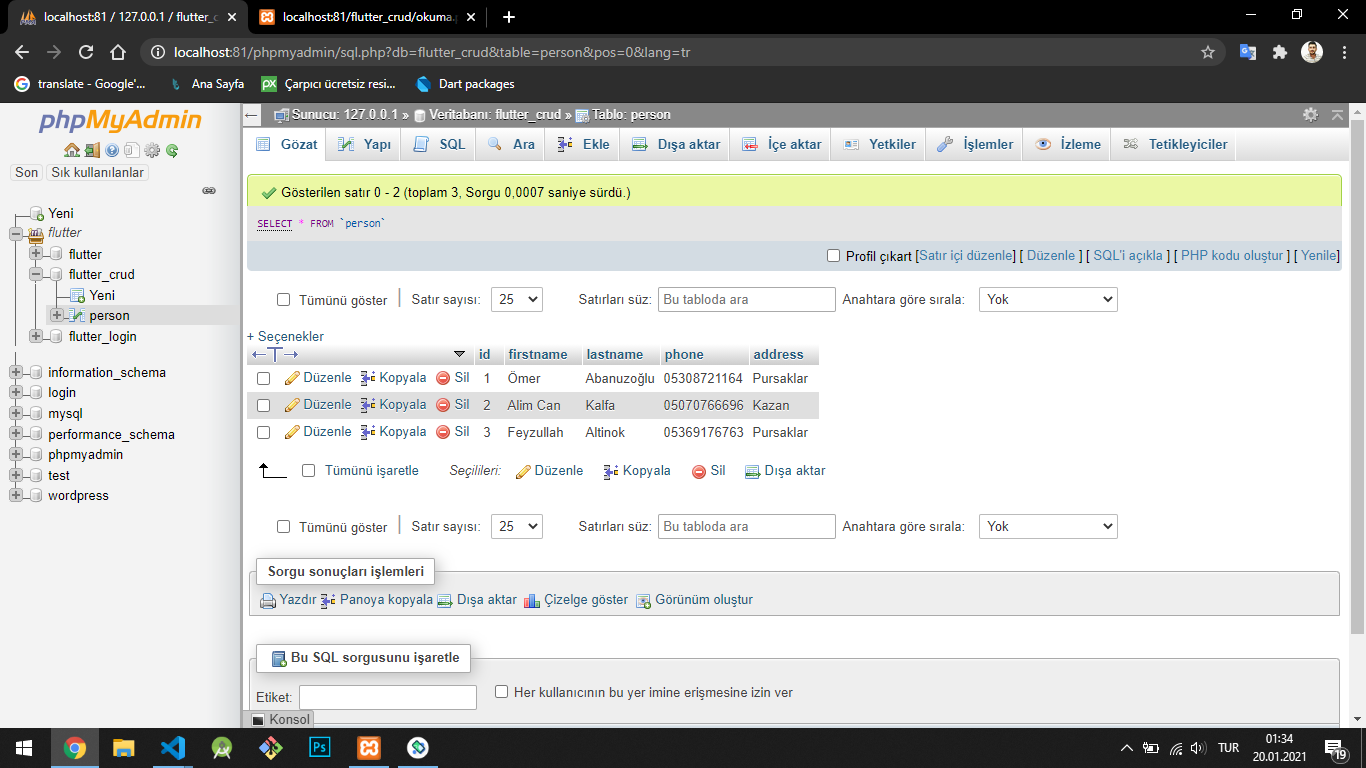 localhost:81 / 127.0.0.1 / flutter_c
localhost:81/flutter_crud/okuma.p
localhost:81/phpmyadmin/sql.php?db=flutter_crud&table=person&pos=0&lang=tr
translate - Google'...
Ana Sayfa
Çarpıcı ücretsiz resi...
Dart packages
phpMyAdmin
Son
Sık kullanılanlar
Yeni
flutter
flutter
flutter_crud
Yeni
person
flutter_login
information_schema
login
mysql
performance_schema
phpmyadmin
test
wordpress
Sunucu: 127.0.0.1 » Veritabanı: flutter_crud » Tablo: person
Gözat Yapı SQL Ara Ekle Dışa aktar İçe aktar Yetkiler İşlemler İzleme Tetikleyiciler
Gösterilen satır 0 - 2 (toplam 3, Sorgu 0,0007 saniye sürdü.)
SELECT * FROM `person`
Profil çıkart [Satır içi düzenle] [ Düzenle ] [ SQL'i açıkla ] [ PHP kodu oluştur ] [ Yenile]
Tümünü göster Satır sayısı: 25 Satırları süz: Bu tabloda ara Anahtara göre sırala: Yok
+ Seçenekler
←T→ id firstname lastname phone address
Düzenle Kopyala Sil 1 Ömer Abanuzoğlu 05308721164 Pursaklar
Düzenle Kopyala Sil 2 Alim Can Kalfa 05070766696 Kazan
Düzenle Kopyala Sil 3 Feyzullah Altinok 05369176763 Pursaklar
Tümünü işaretle Seçilileri: Düzenle Kopyala Sil Dışa aktar
Tümünü göster Satır sayısı: 25 Satırları süz: Bu tabloda ara Anahtara göre sırala: Yok
Sorgu sonuçları işlemleri
Yazdır Panoya kopyala Dışa aktar Çizelge göster Görünüm oluştur
Bu SQL sorgusunu işaretle
Etiket: Her kullanıcının bu yer imine erişmesine izin ver
Konsol
TUR
01:34
20.01.2021
19